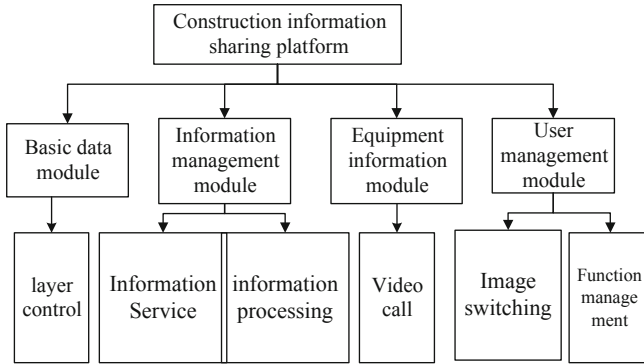 Construction information
sharing platform
Basic data
module
Information
management
module
Equipment
information
module
User
management
module
layer
control
Information
Service
information
processing
Video
call
Image
switching
Function
manage
ment